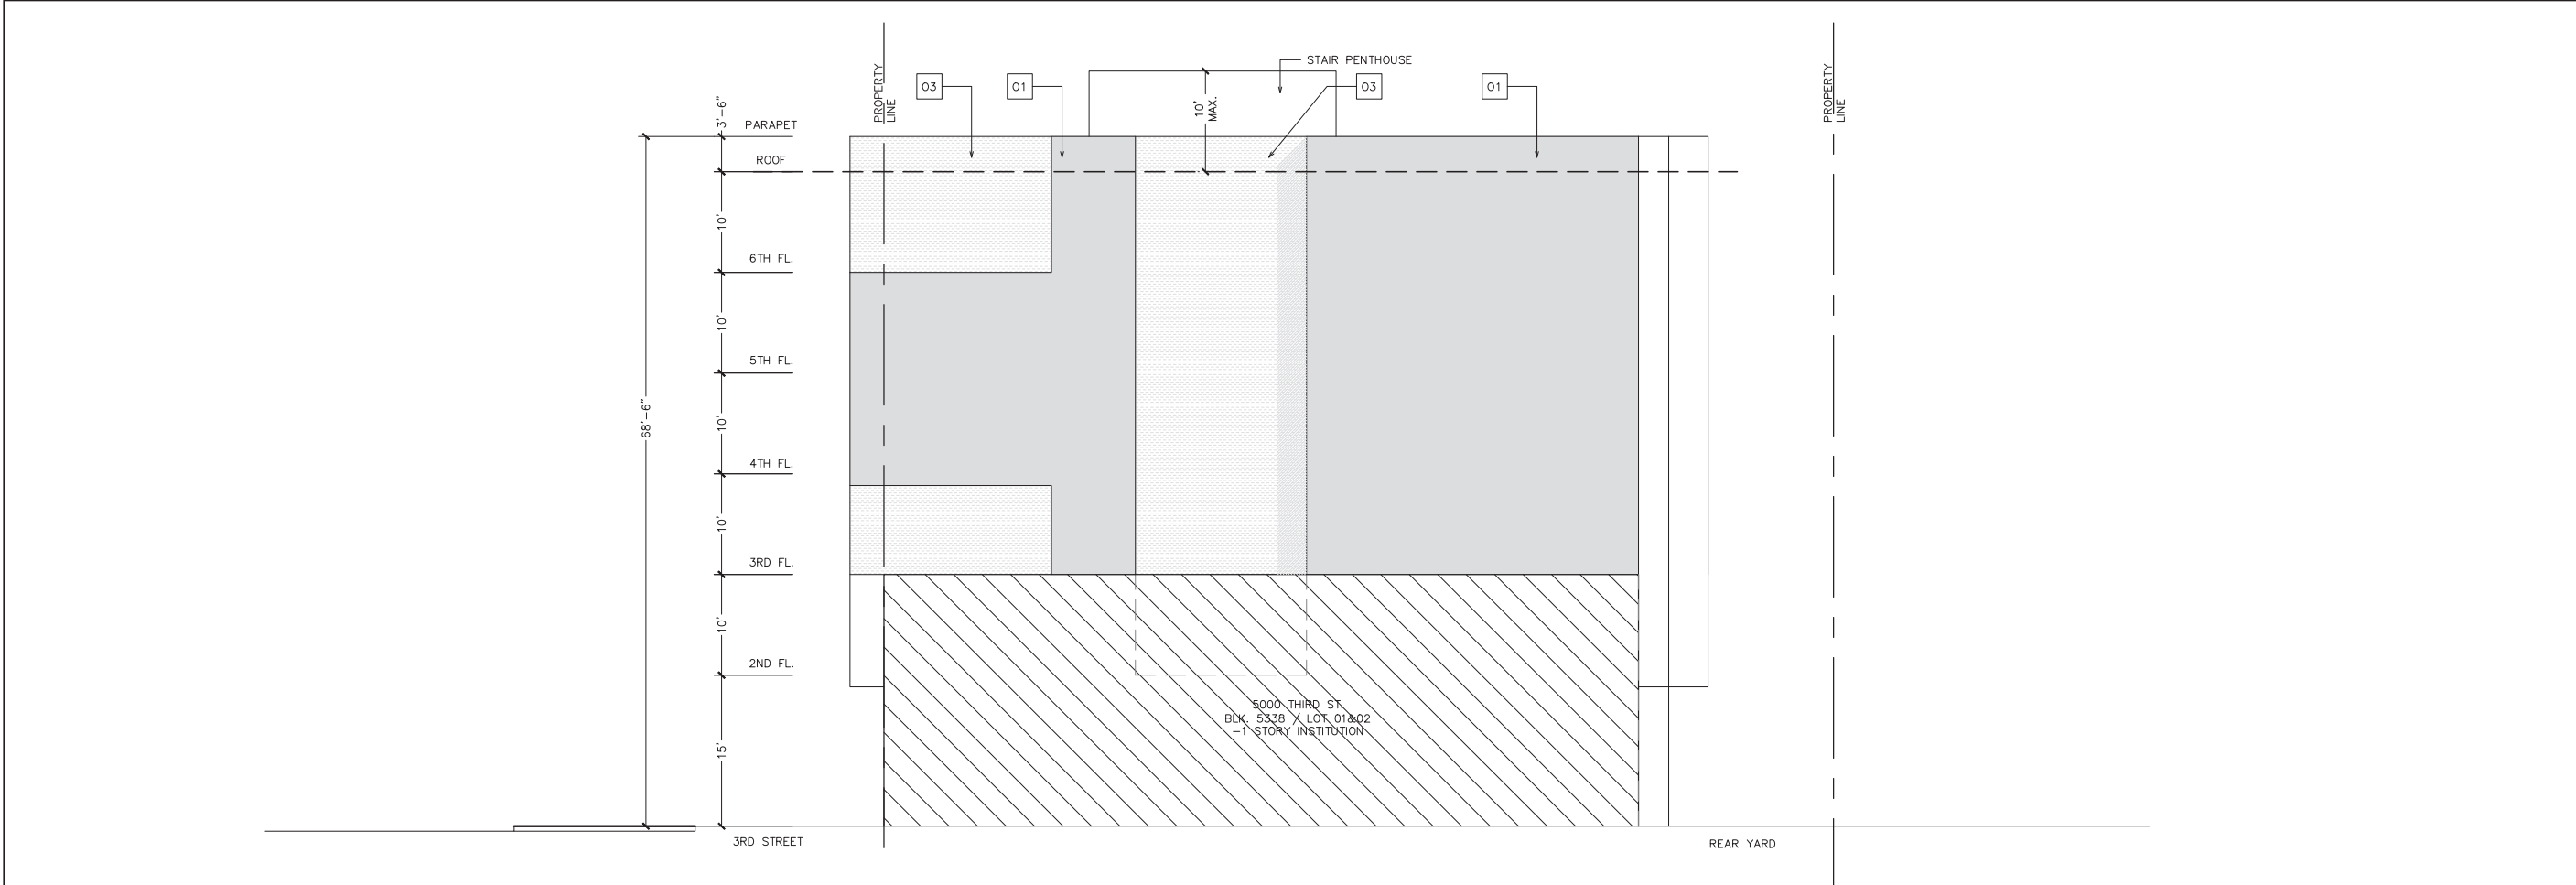 STAIR PENTHOUSE
PROPERTY
LINE
03
01
10'
MAX.
03
01
PROPERTY
LINE
3'-6"
PARAPET
ROOF
10'
6TH FL.
10'
5TH FL.
68'-6"
10'
4TH FL.
10'
3RD FL.
10'
2ND FL.
15'
5000 THIRD ST.
BLK. 5338 / LOT 01&02
-1 STORY INSTITUTION
3RD STREET
REAR YARD